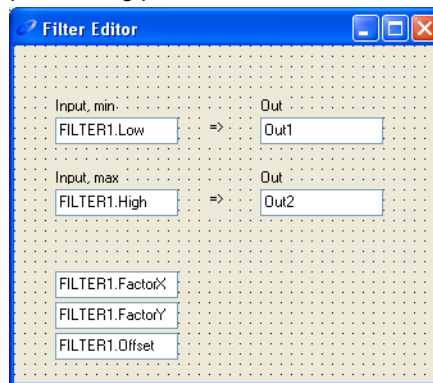 Filter Editor
Input, min Out
FILTER1.Low => Out1
Input, max Out
FILTER1.High => Out2
FILTER1.FactorX
FILTER1.FactorY
FILTER1.Offset